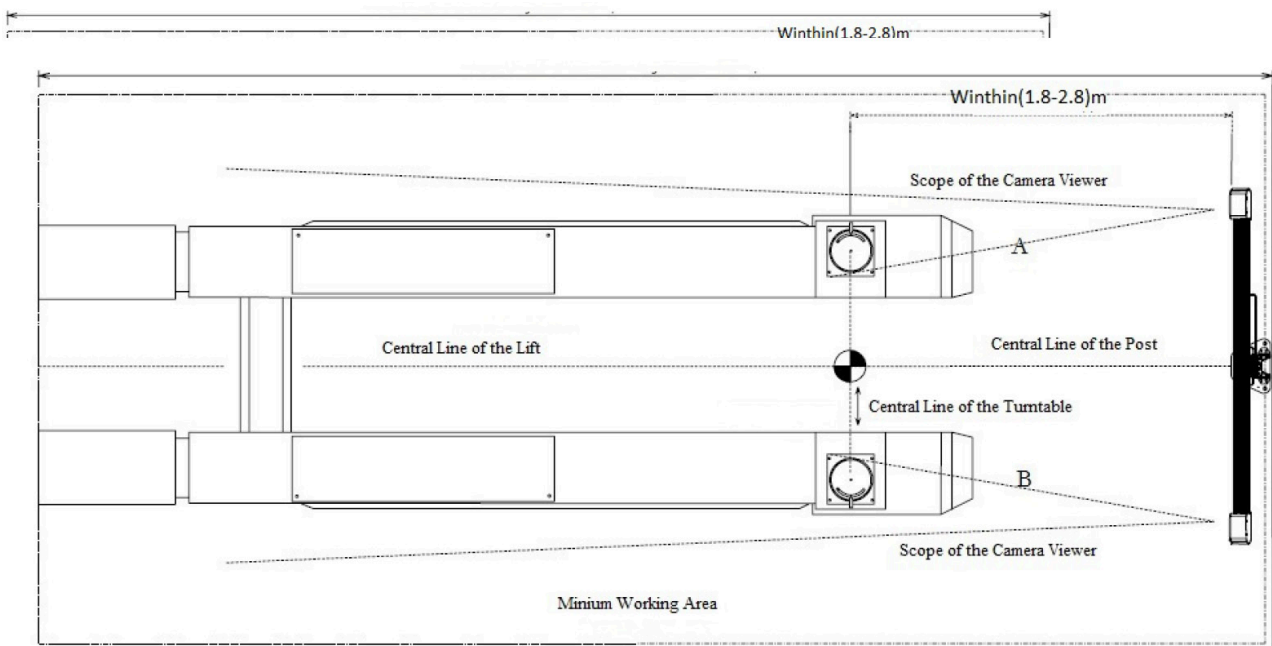 Winthin(1.8-2.8)m
Winthin(1.8-2.8)m
Scope of the Camera Viewer
A
Central Line of the Lift
Central Line of the Post
Central Line of the Turntable
B
Scope of the Camera Viewer
Minium Working Area